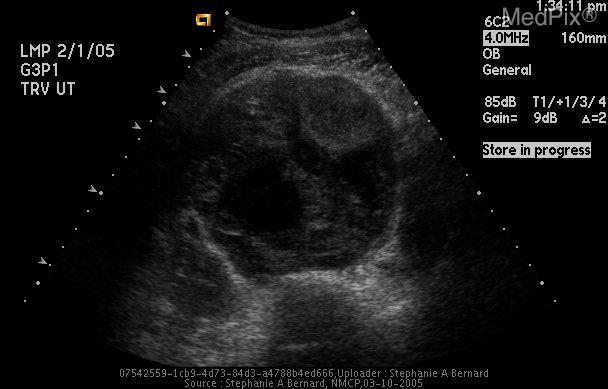 1:34:11 pm
MedPix®
6C2
4.0MHz 160mm
OB
General
LMP 2/1/05
G3P1
TRV UT
85dB T1/+1/3/4
Gain= 9dB Δ=2
Store in progress
07542559-1cb9-4d73-84d3-a4788b4ed666,Uploader : Stephanie A Bernard
Source : Stephanie A Bernard, NMCP,03-10-2005